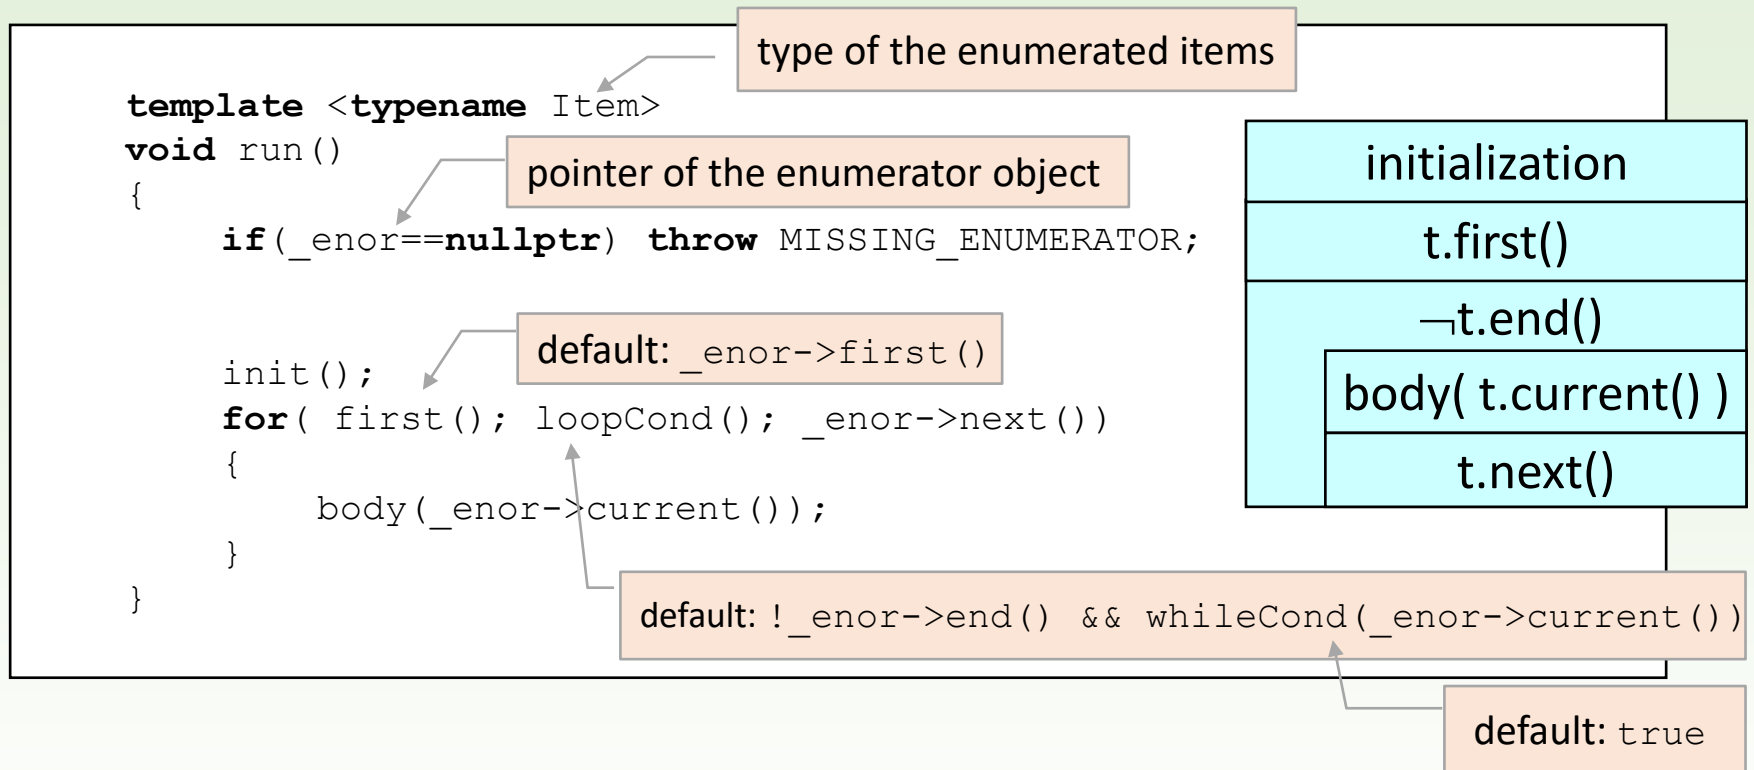 type of the enumerated items
template <typename Item>
void run()
pointer of the enumerator object
{
if(_enor==nullptr) throw MISSING_ENUMERATOR;
default: _enor->first()
init();
for( first(); loopCond(); _enor->next())
{
body(_enor->current());
}
}
default: !_enor->end() && whileCond(_enor->current())
default: true
initialization
t.first()
¬t.end()
body( t.current() )
t.next()